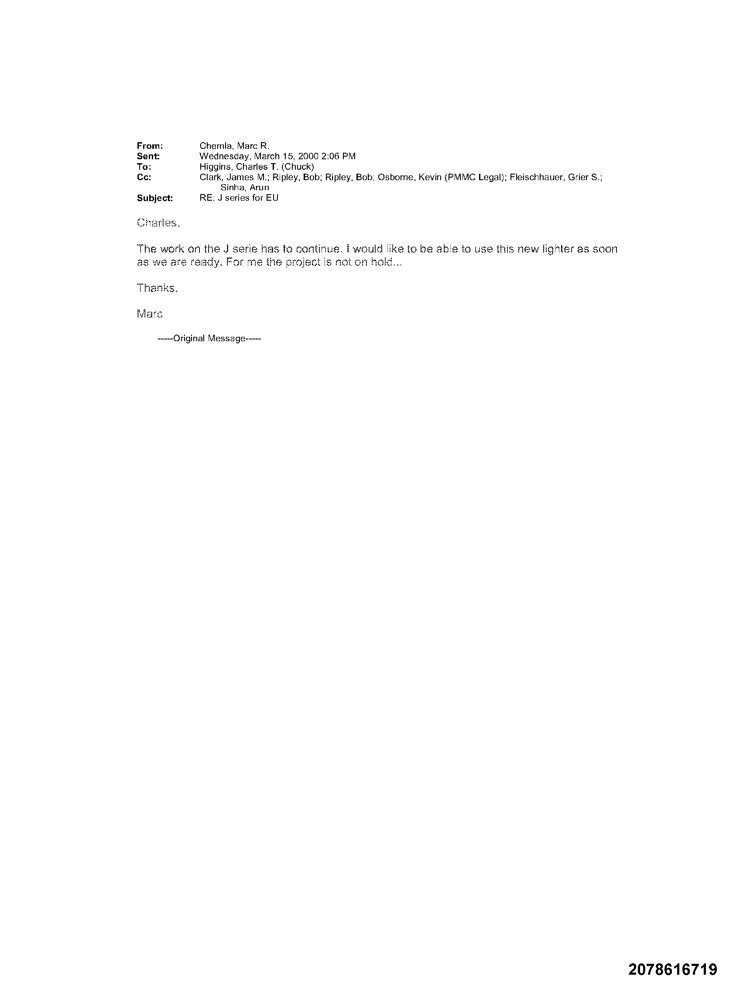 From: Chemla, Marc R.
Sent: Wednesday, March 15, 2000 2:06 PM
To: Higgins, Charles T. (Chuck)
Cc: Clark, James M.; Ripley, Bob; Ripley, Bob; Osborne, Kevin (PMMC Legal); Fleischhauer, Grier S.;
Sinha, Arun
Subject: RE: J series for EU
Charles,
The work on the J serie has to continue. I would like to be able to use this new lighter as soon
as we are ready. For me the project is not on hold...
Thanks,
Marc
-----Original Message-----
2078616719